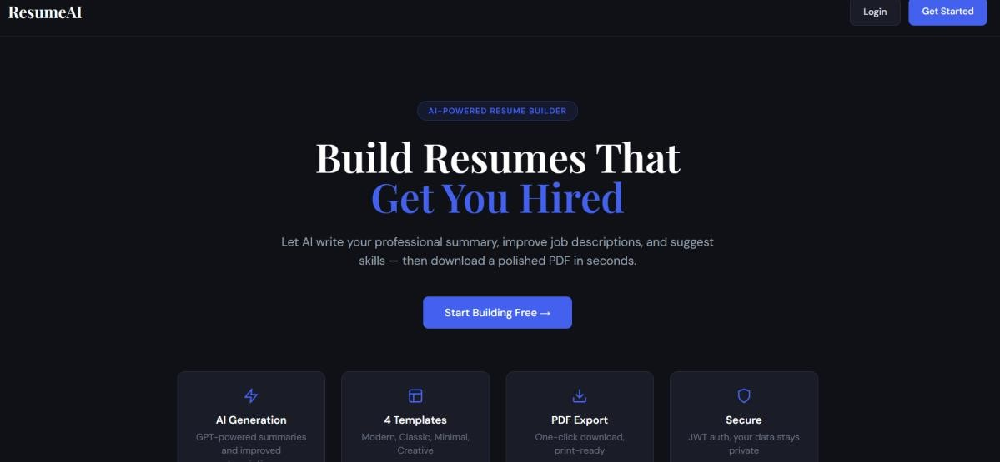 ResumeAI
Login
Get Started
AI-POWERED RESUME BUILDER
Build Resumes That
Get You Hired
Let AI write your professional summary, improve job descriptions, and suggest
skills — then download a polished PDF in seconds.
Start Building Free →
AI Generation
GPT-powered summaries
and improved
4 Templates
Modern, Classic, Minimal,
Creative
PDF Export
One-click download,
print-ready
Secure
JWT auth, your data stays
private